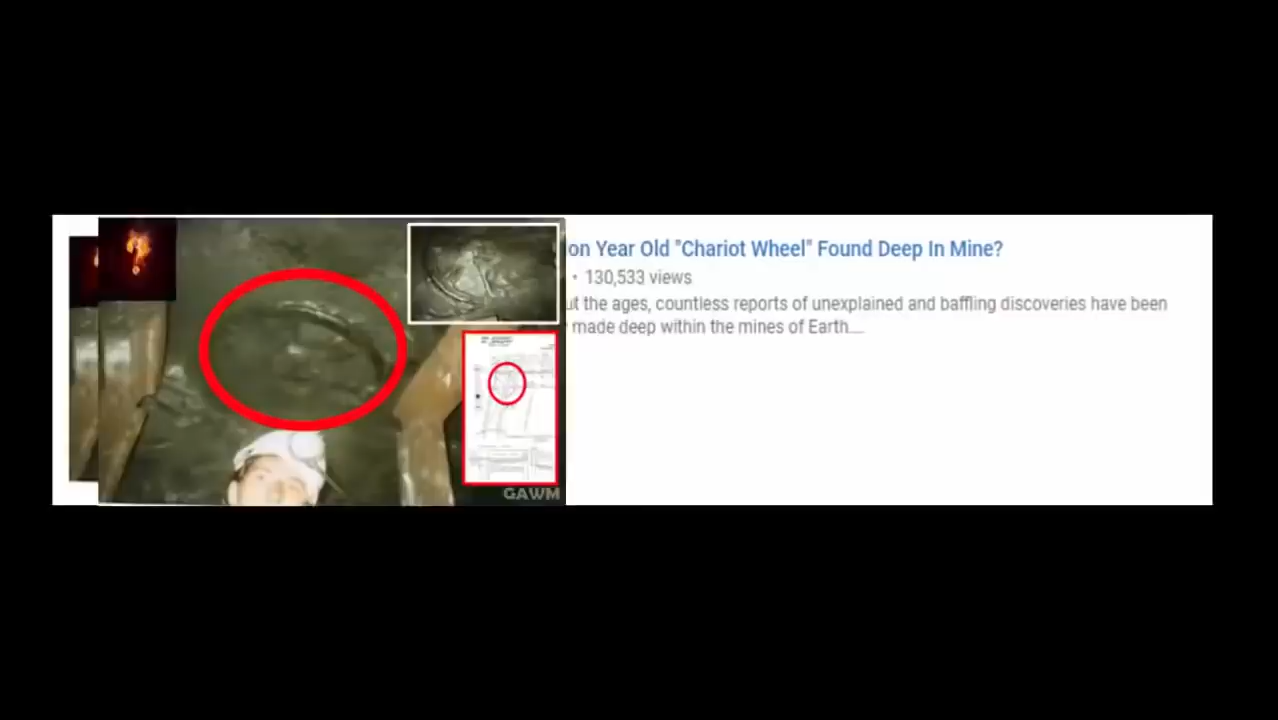 on Year Old "Chariot Wheel" Found Deep In Mine?
• 130,533 views
ut the ages, countless reports of unexplained and baffling discoveries have been
made deep within the mines of Earth....
GAWM